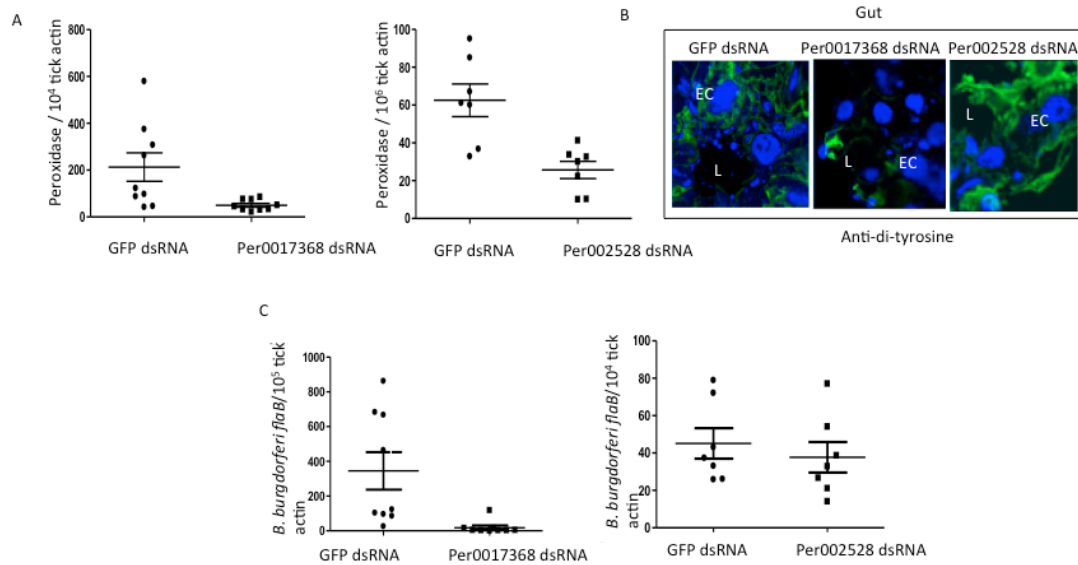 A
Peroxidase / 10⁴ tick actin
800
600
400
200
0
GFP dsRNA
Per0017368 dsRNA
Peroxidase / 10⁶ tick actin
100
80
60
40
20
0
GFP dsRNA
Per002528 dsRNA
B
Gut
GFP dsRNA
Per0017368 dsRNA
Per002528 dsRNA
EC
L
L
EC
L
EC
Anti-di-tyrosine
C
B. burgdorferi flaB/10⁵ tick
actin
1000
800
600
400
200
0
GFP dsRNA
Per0017368 dsRNA
B. burgdorferi flaB/10⁴ tick
actin
100
80
60
40
20
0
GFP dsRNA
Per002528 dsRNA